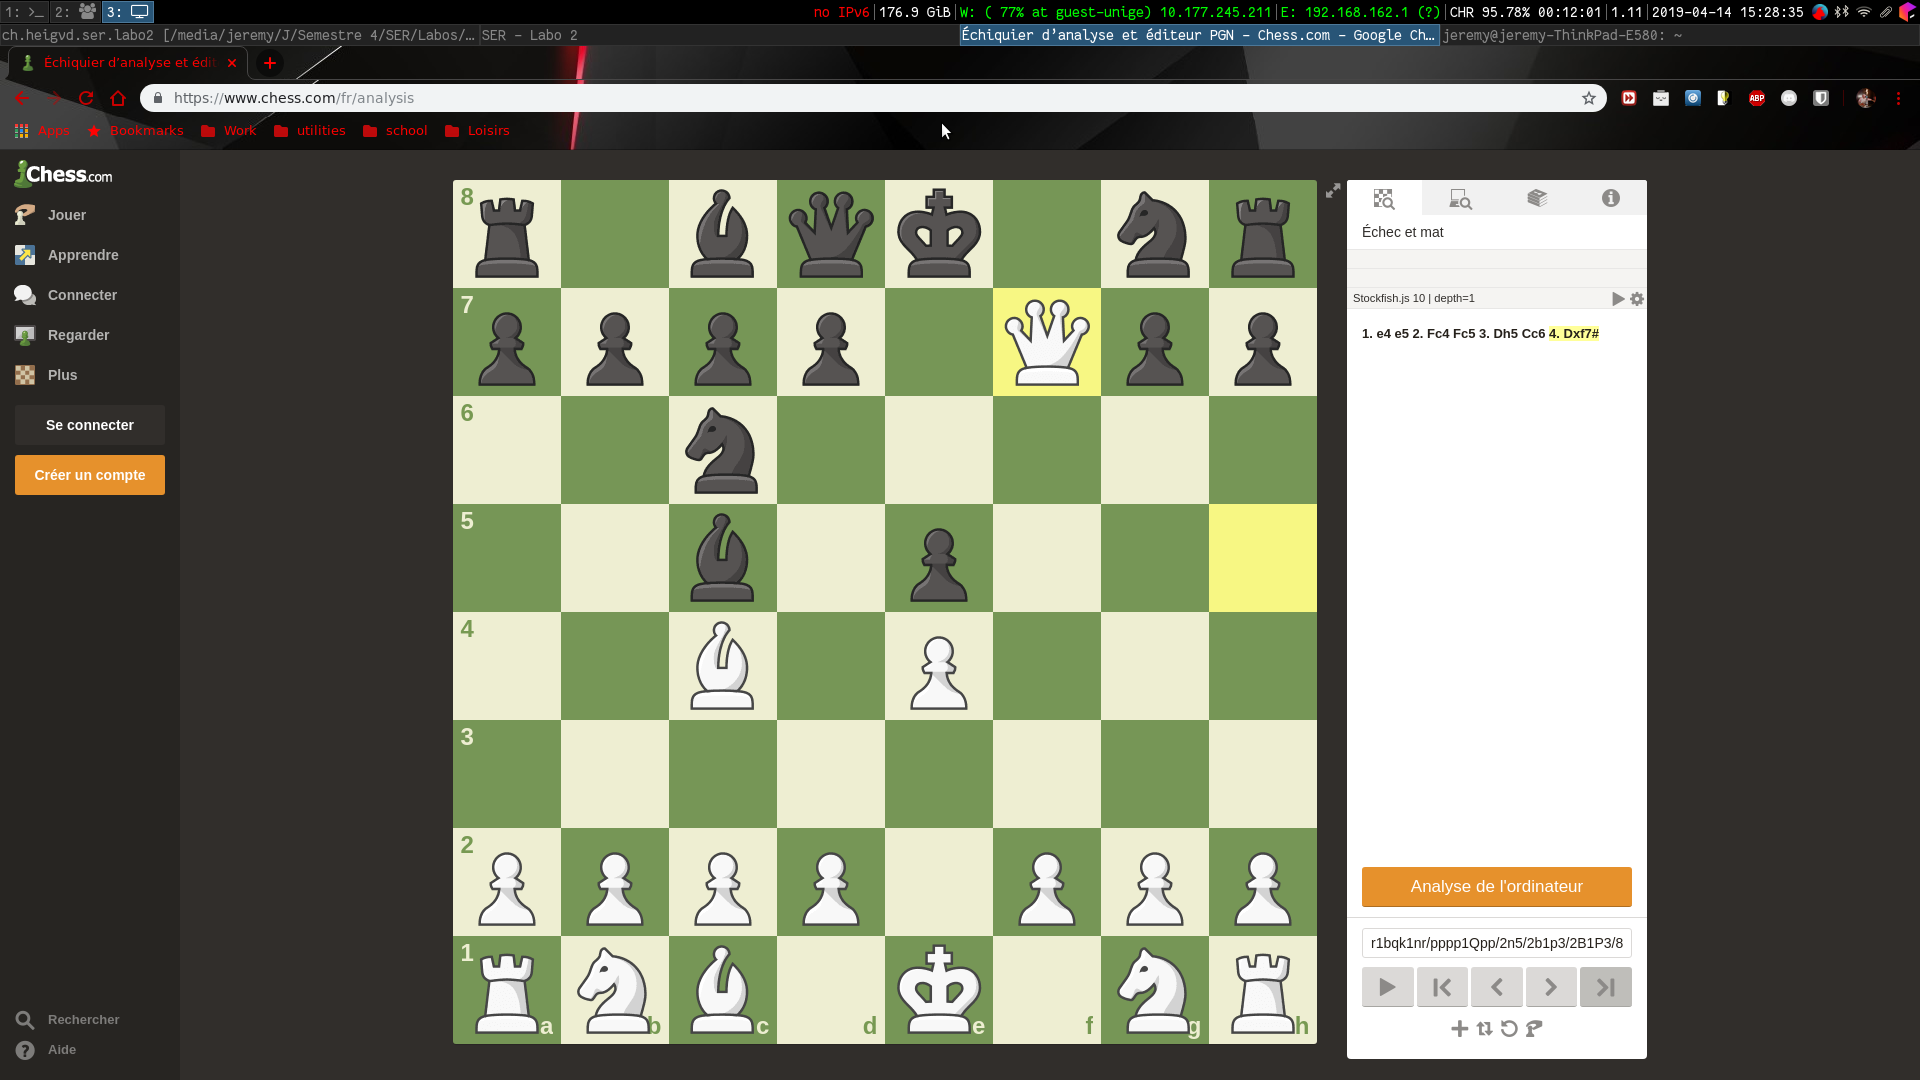 1: 2: 3: no IPv6|176.9 GiB|W: ( 77% at guest-unige) 10.177.245.211|E: 192.168.162.1 (?)|CHR 95.78% 00:12:01|1.11|2019-04-14 15:28:35
ch.heigvd.ser.labo2 [/media/jeremy/J/Semestre 4/SER/Labos/… SER - Labo 2 Échiquier d’analyse et éditeur PGN - Chess.com - Google Ch… jeremy@jeremy-ThinkPad-E580: ~
Échiquier d’analyse et édit
https://www.chess.com/fr/analysis
ABP
Apps Bookmarks Work utilities school Loisirs
Chess.com
Jouer
Apprendre
Connecter
Regarder
Plus
Se connecter
Créer un compte
Rechercher
Aide
8
7
6
5
4
3
2
1
a b c d e f g h
Échec et mat
Stockfish.js 10 | depth=1
1. e4 e5 2. Fc4 Fc5 3. Dh5 Cc6 4. Dxf7#
Analyse de l'ordinateur
r1bqk1nr/pppp1Qpp/2n5/2b1p3/2B1P3/8